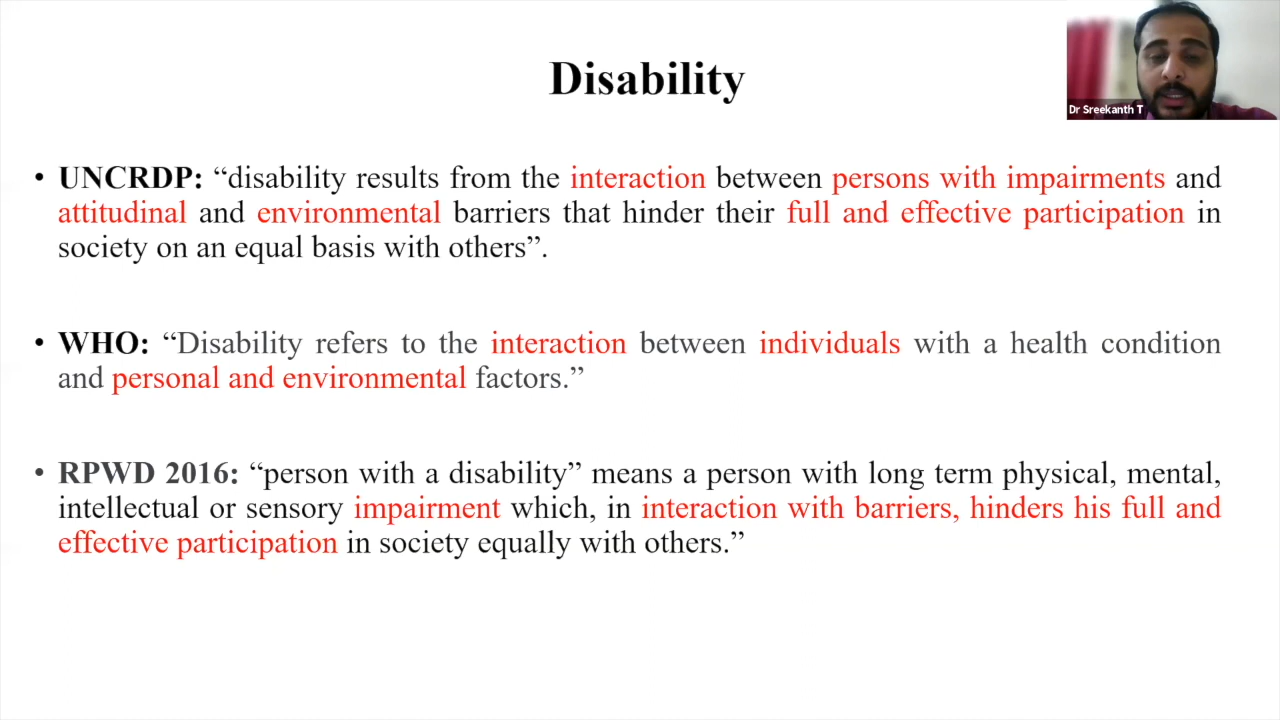 Disability
Dr Sreekanth T
• UNCRDP: “disability results from the interaction between persons with impairments and
attitudinal and environmental barriers that hinder their full and effective participation in
society on an equal basis with others”.
• WHO: “Disability refers to the interaction between individuals with a health condition
and personal and environmental factors.”
• RPWD 2016: “person with a disability” means a person with long term physical, mental,
intellectual or sensory impairment which, in interaction with barriers, hinders his full and
effective participation in society equally with others.”